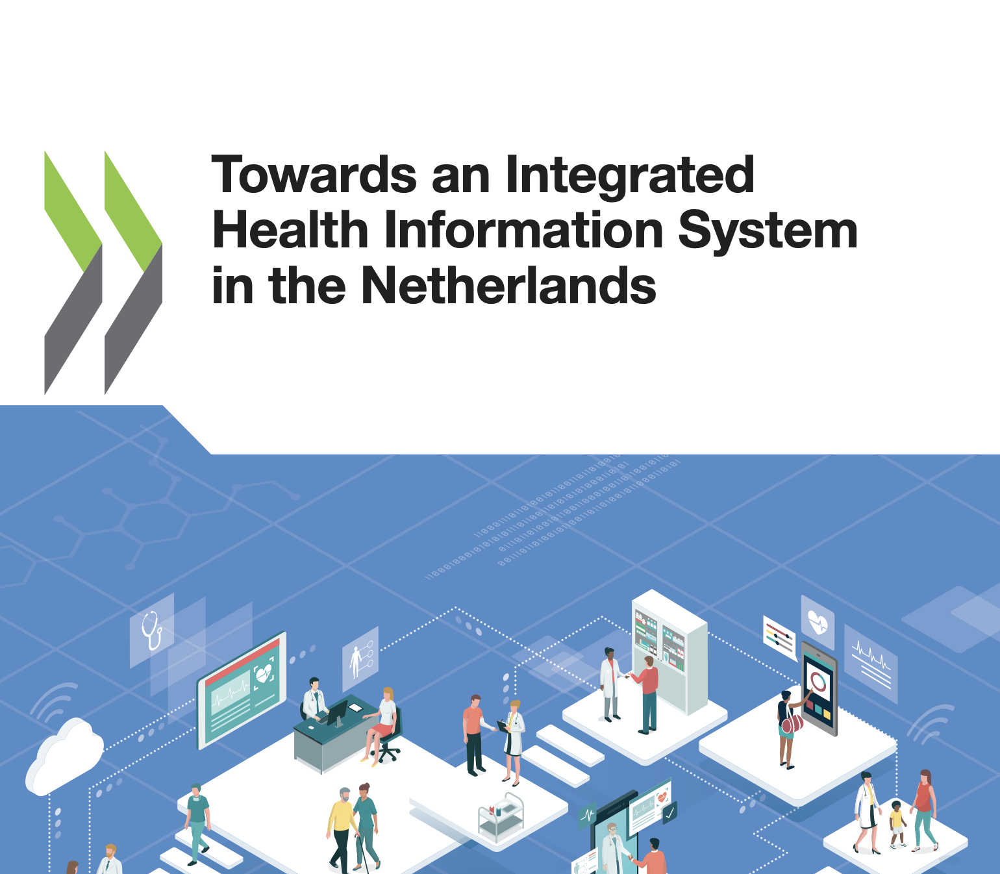 Towards an Integrated
Health Information System
in the Netherlands